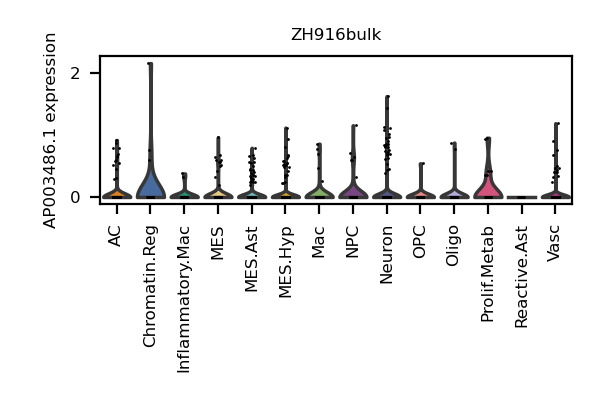 ZH916bulk
AP003486.1 expression
2
0
AC
Chromatin.Reg
Inflammatory.Mac
MES
MES.Ast
MES.Hyp
Mac
NPC
Neuron
OPC
Oligo
Prolif.Metab
Reactive.Ast
Vasc